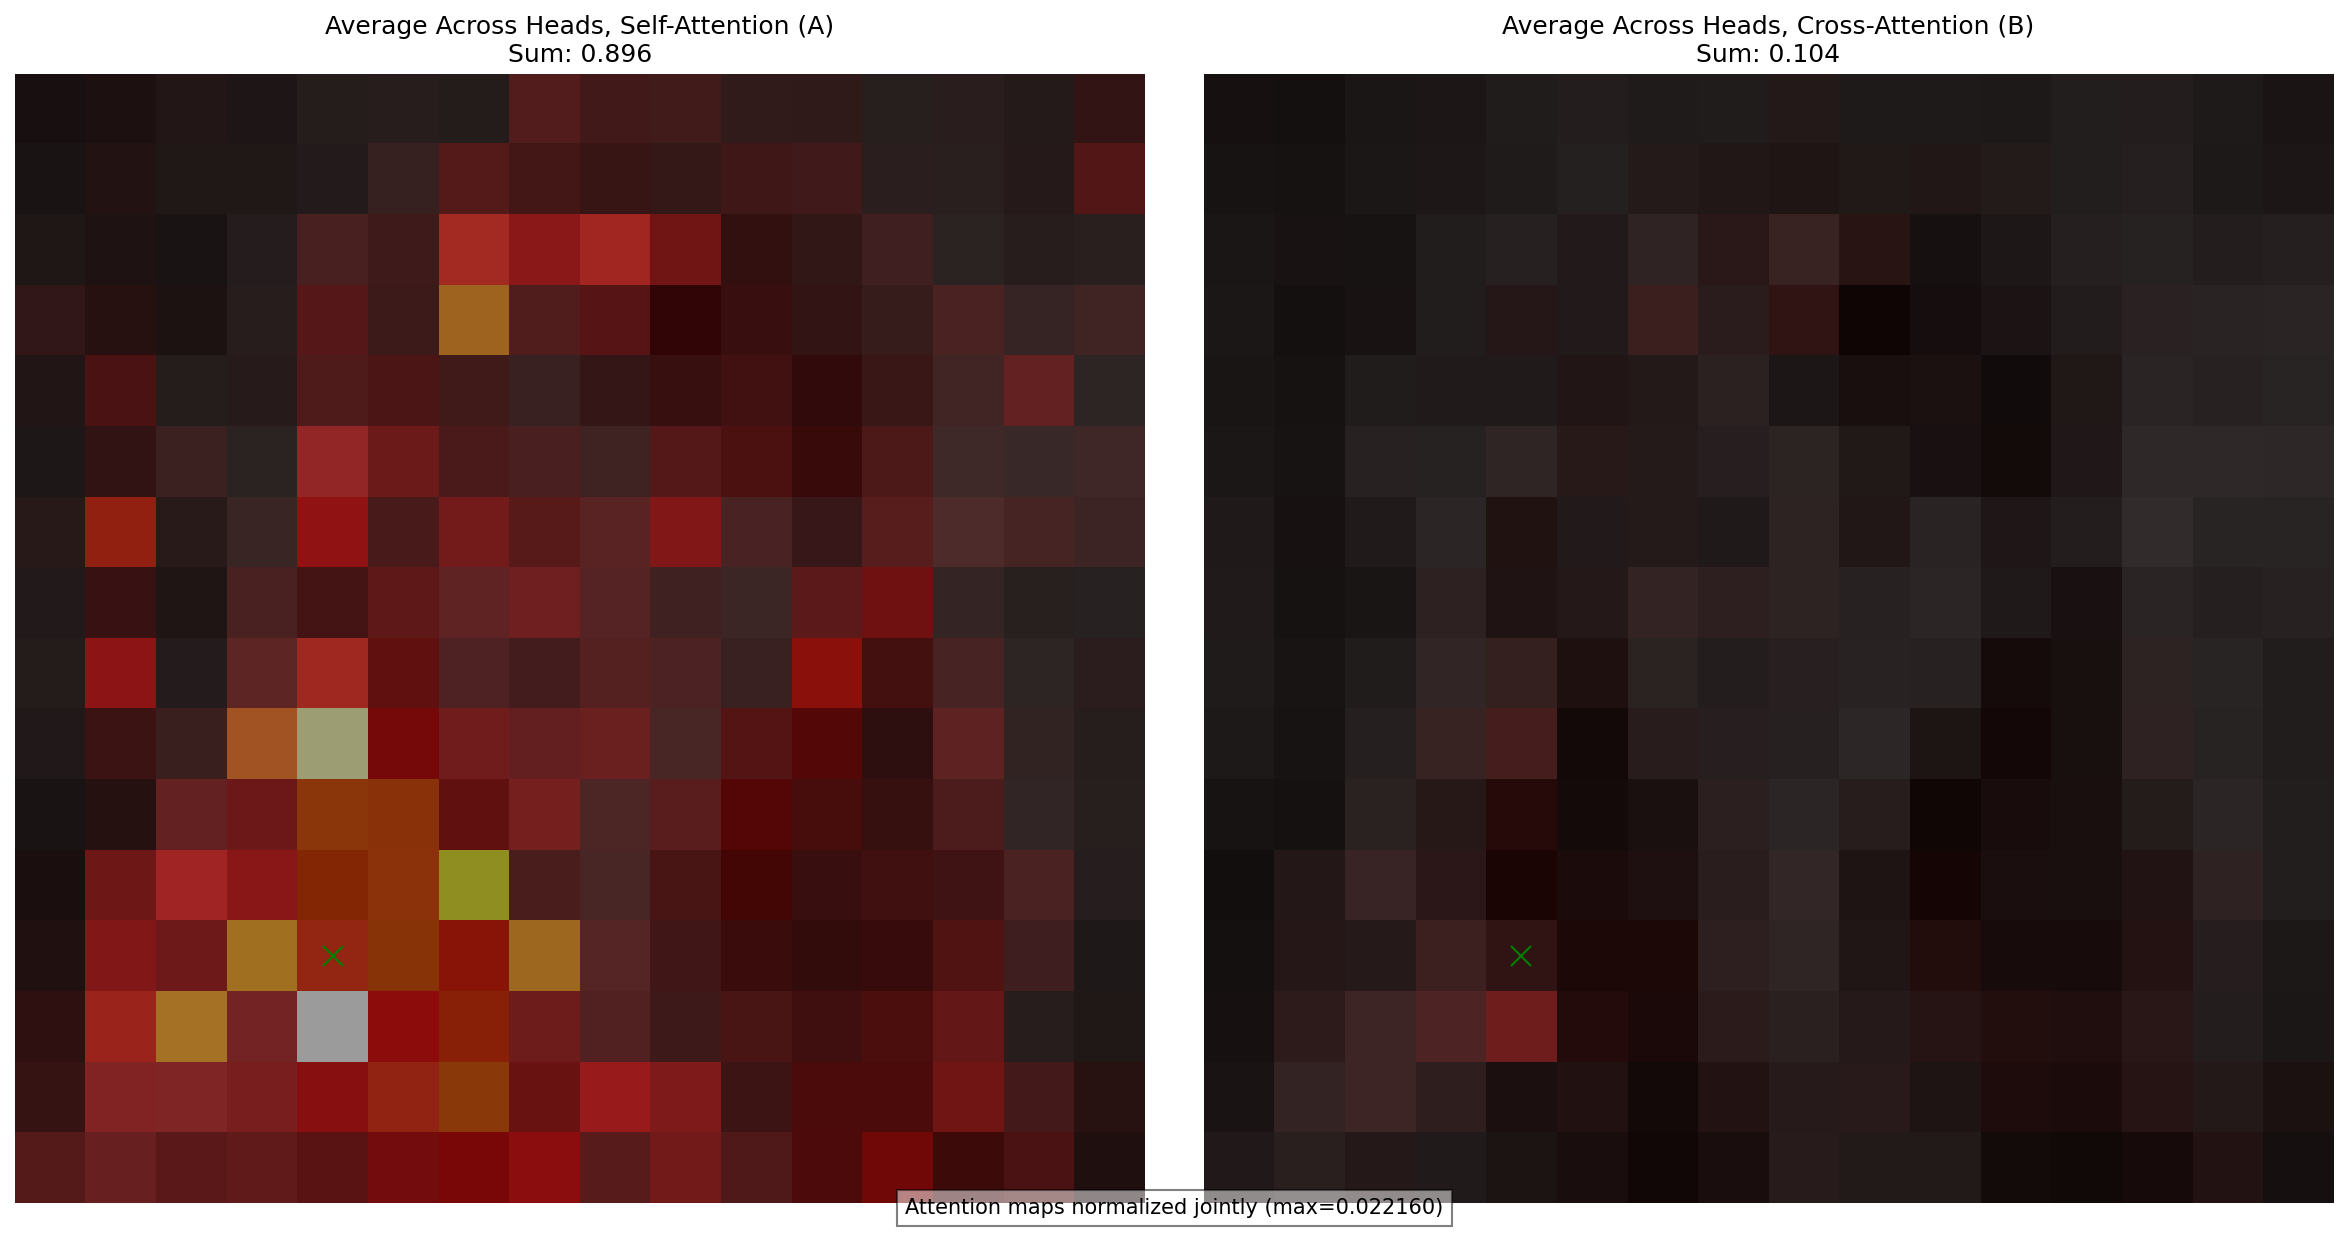 Average Across Heads, Self-Attention (A)
Sum: 0.896
Average Across Heads, Cross-Attention (B)
Sum: 0.104
Attention maps normalized jointly (max=0.022160)